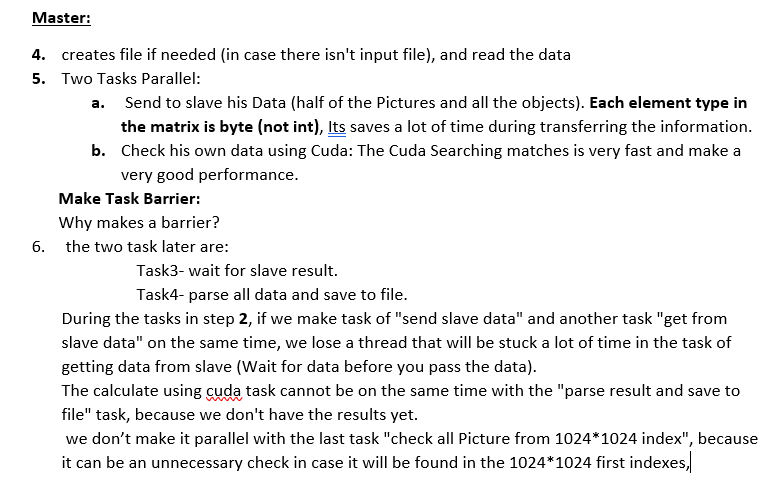 Master:
4. creates file if needed (in case there isn't input file), and read the data
5. Two Tasks Parallel:
a. Send to slave his Data (half of the Pictures and all the objects). Each element type in
the matrix is byte (not int), Its saves a lot of time during transferring the information.
b. Check his own data using Cuda: The Cuda Searching matches is very fast and make a
very good performance.
Make Task Barrier:
Why makes a barrier?
6. the two task later are:
Task3- wait for slave result.
Task4- parse all data and save to file.
During the tasks in step 2, if we make task of "send slave data" and another task "get from
slave data" on the same time, we lose a thread that will be stuck a lot of time in the task of
getting data from slave (Wait for data before you pass the data).
The calculate using cuda task cannot be on the same time with the "parse result and save to
file" task, because we don't have the results yet.
we don’t make it parallel with the last task "check all Picture from 1024*1024 index", because
it can be an unnecessary check in case it will be found in the 1024*1024 first indexes,